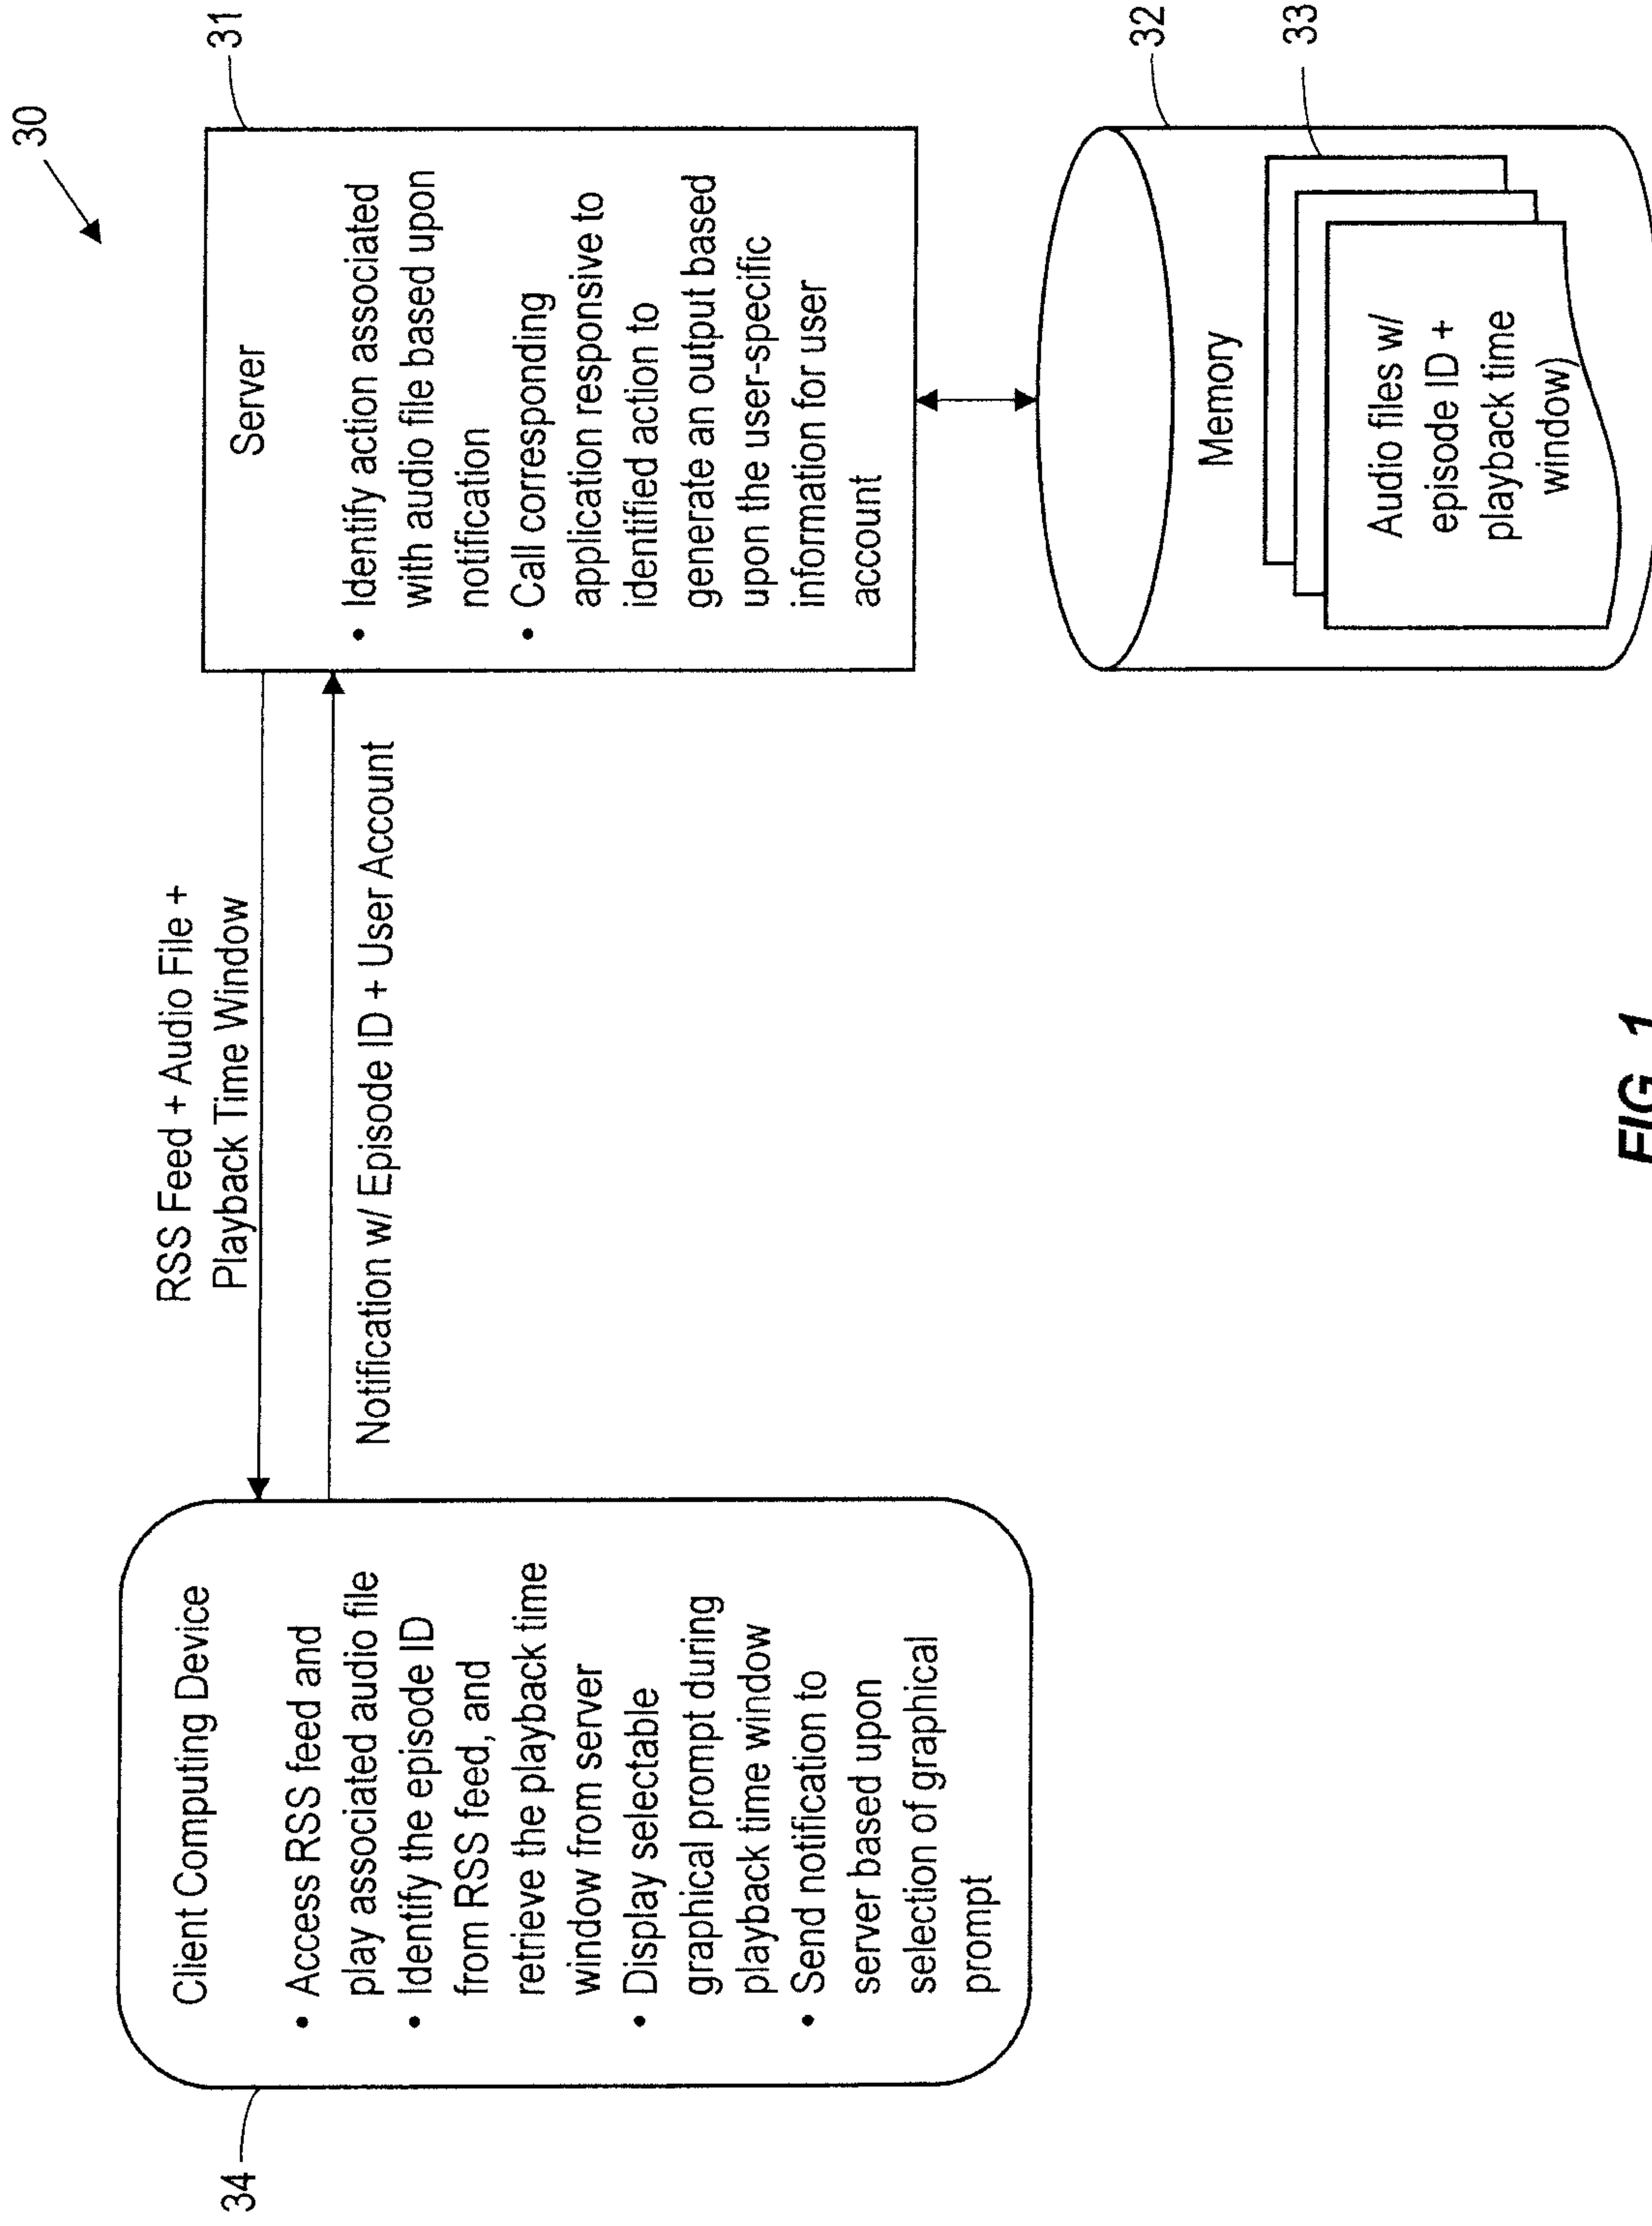 30
34
Client Computing Device
• Access RSS feed and
play associated audio file
• Identify the episode ID
from RSS feed, and
retrieve the playback time
window from server
• Display selectable
graphical prompt during
playback time window
• Send notification to
server based upon
selection of graphical
prompt
RSS Feed + Audio File +
Playback Time Window
Notification w/ Episode ID + User Account
31
Server
• Identify action associated
with audio file based upon
notification
• Call corresponding
application responsive to
identified action to
generate an output based
upon the user-specific
information for user
account
32
Memory
33
Audio files w/
episode ID +
playback time
window)
FIG. 1